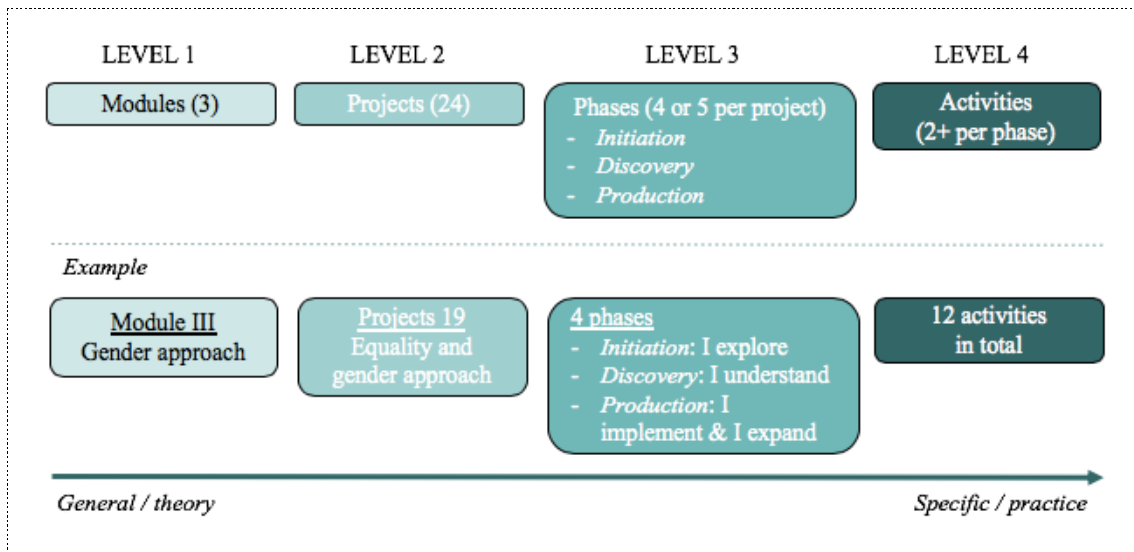 LEVEL 1
LEVEL 2
LEVEL 3
LEVEL 4
Modules (3)
Projects (24)
Phases (4 or 5 per project)
- Initiation
- Discovery
- Production
Activities
(2+ per phase)
Example
Module III
Gender approach
Projects 19
Equality and
gender approach
4 phases
- Initiation: I explore
- Discovery: I understand
- Production: I
implement & I expand
12 activities
in total
General / theory
Specific / practice